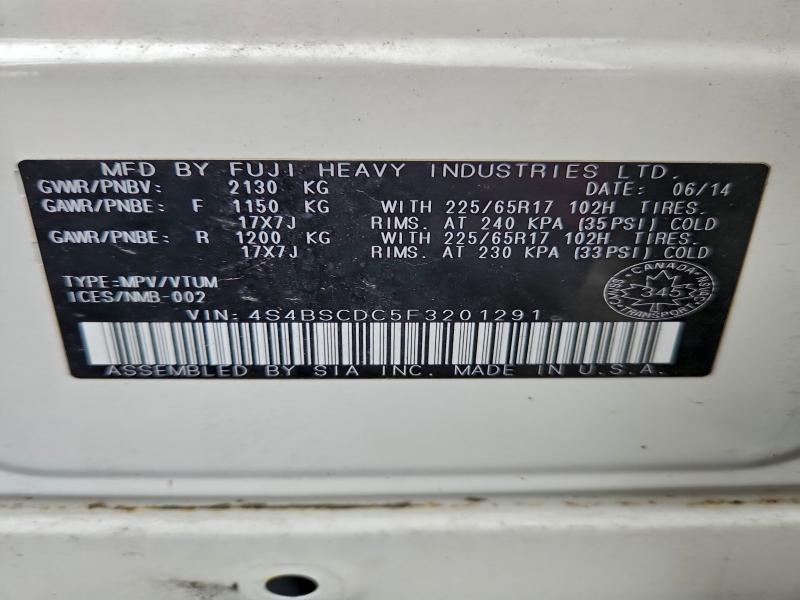 MFD BY FUJI HEAVY INDUSTRIES LTD.
GVWR/PNBV: 2130 KG DATE: 06/14
GAWR/PNBE: F 1150 KG WITH 225/65R17 102H TIRES.
17X7J RIMS. AT 240 KPA (35PSI) COLD
GAWR/PNBE: R 1200 KG WITH 225/65R17 102H TIRES.
17X7J RIMS. AT 230 KPA (33PSI) COLD
TYPE:MPV/VTUM
ICES/NMB-002
CANADA
345
VIN: 4S4BSCDC5F3201291
ASSEMBLED BY SIA INC. MADE IN U.S.A.